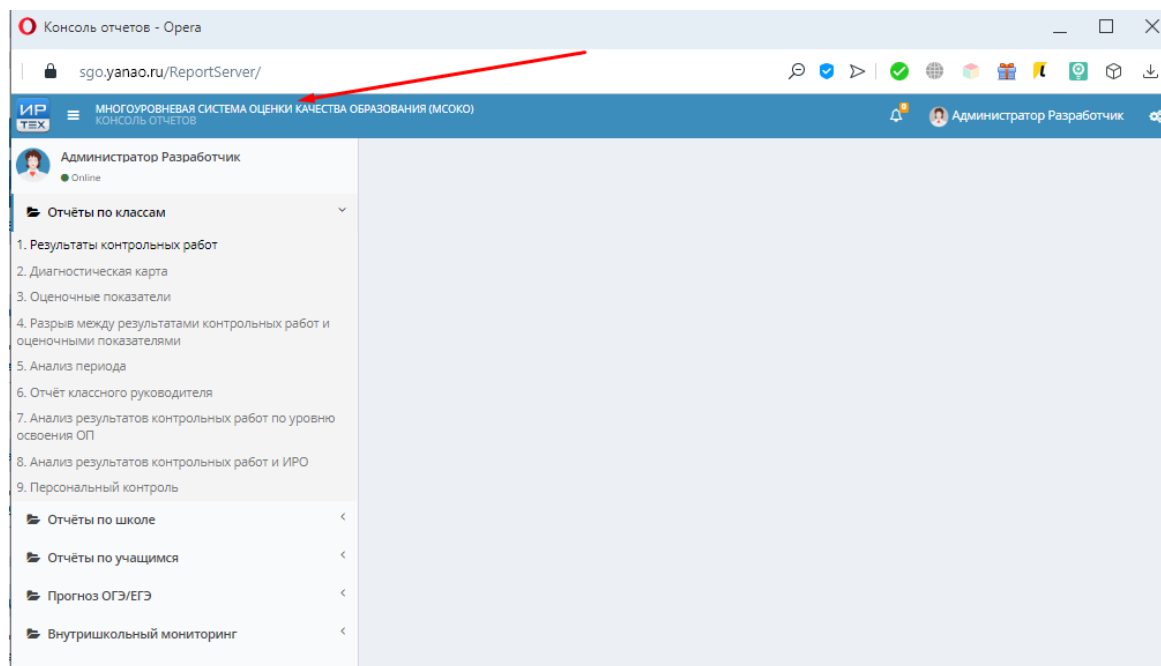 Консоль отчетов - Opera
sgo.yanao.ru/ReportServer/
ИР
ТЕХ
МНОГОУРОВНЕВАЯ СИСТЕМА ОЦЕНКИ КАЧЕСТВА ОБРАЗОВАНИЯ (МСОКО)
КОНСОЛЬ ОТЧЕТОВ
Администратор Разработчик
Администратор Разработчик
Online
Отчёты по классам
1. Результаты контрольных работ
2. Диагностическая карта
3. Оценочные показатели
4. Разрыв между результатами контрольных работ и
оценочными показателями
5. Анализ периода
6. Отчёт классного руководителя
7. Анализ результатов контрольных работ по уровню
освоения ОП
8. Анализ результатов контрольных работ и ИРО
9. Персональный контроль
Отчёты по школе
Отчёты по учащимся
Прогноз ОГЭ/ЕГЭ
Внутришкольный мониторинг